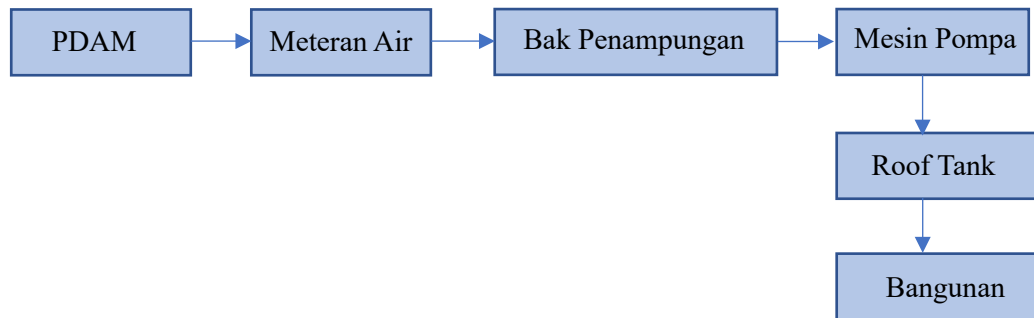 PDAM
Meteran Air
Bak Penampungan
Mesin Pompa
Roof Tank
Bangunan